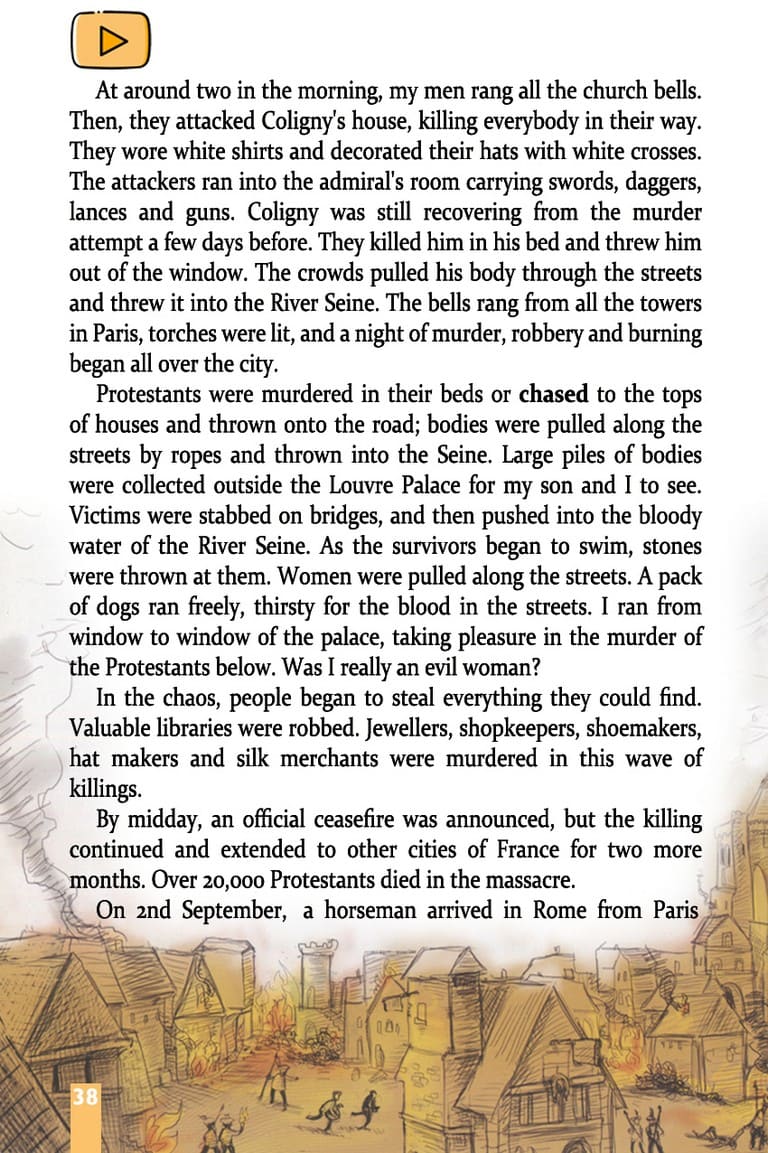 At around two in the morning, my men rang all the church bells.
Then, they attacked Coligny's house, killing everybody in their way.
They wore white shirts and decorated their hats with white crosses.
The attackers ran into the admiral's room carrying swords, daggers,
lances and guns. Coligny was still recovering from the murder
attempt a few days before. They killed him in his bed and threw him
out of the window. The crowds pulled his body through the streets
and threw it into the River Seine. The bells rang from all the towers
in Paris, torches were lit, and a night of murder, robbery and burning
began all over the city.
Protestants were murdered in their beds or chased to the tops
of houses and thrown onto the road; bodies were pulled along the
streets by ropes and thrown into the Seine. Large piles of bodies
were collected outside the Louvre Palace for my son and I to see.
Victims were stabbed on bridges, and then pushed into the bloody
water of the River Seine. As the survivors began to swim, stones
were thrown at them. Women were pulled along the streets. A pack
of dogs ran freely, thirsty for the blood in the streets. I ran from
window to window of the palace, taking pleasure in the murder of
the Protestants below. Was I really an evil woman?
In the chaos, people began to steal everything they could find.
Valuable libraries were robbed. Jewellers, shopkeepers, shoemakers,
hat makers and silk merchants were murdered in this wave of
killings.
By midday, an official ceasefire was announced, but the killing
continued and extended to other cities of France for two more
months. Over 20,000 Protestants died in the massacre.
On 2nd September, a horseman arrived in Rome from Paris
38